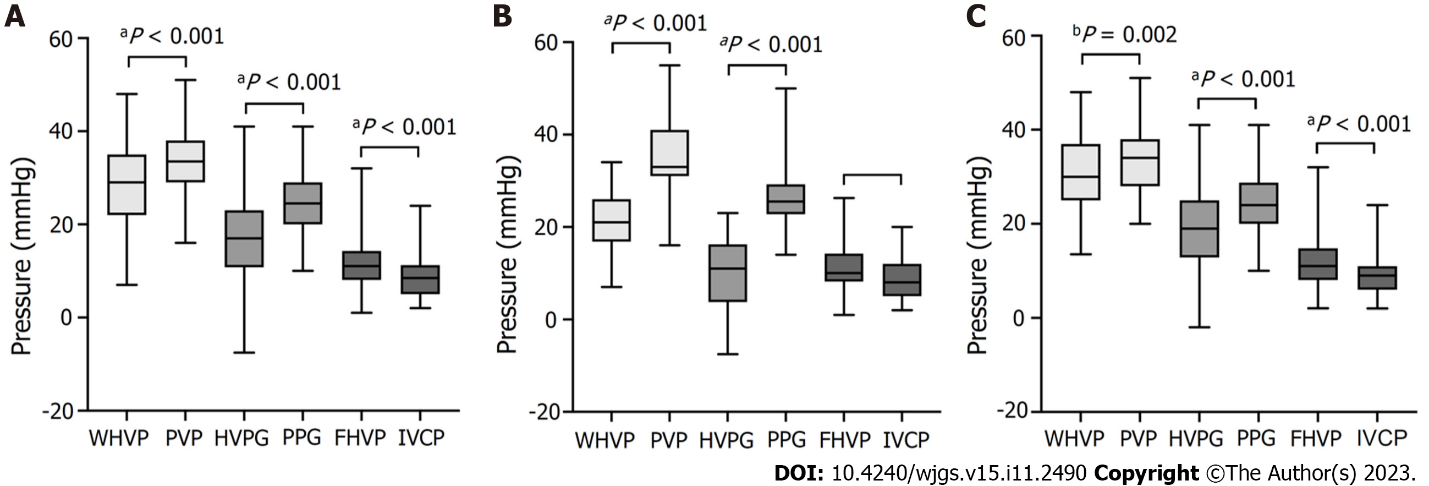 A
Pressure (mmHg)
60
40
20
0
-20
aP < 0.001
aP < 0.001
aP < 0.001
WHVP PVP HVPG PPG FHVP IVCP
B
Pressure (mmHg)
60
40
20
0
-20
aP < 0.001
aP < 0.001
WHVP PVP HVPG PPG FHVP IVCP
C
Pressure (mmHg)
60
40
20
0
-20
bP = 0.002
aP < 0.001
aP < 0.001
WHVP PVP HVPG PPG FHVP IVCP
DOI: 10.4240/wjgs.v15.i11.2490 Copyright ©The Author(s) 2023.